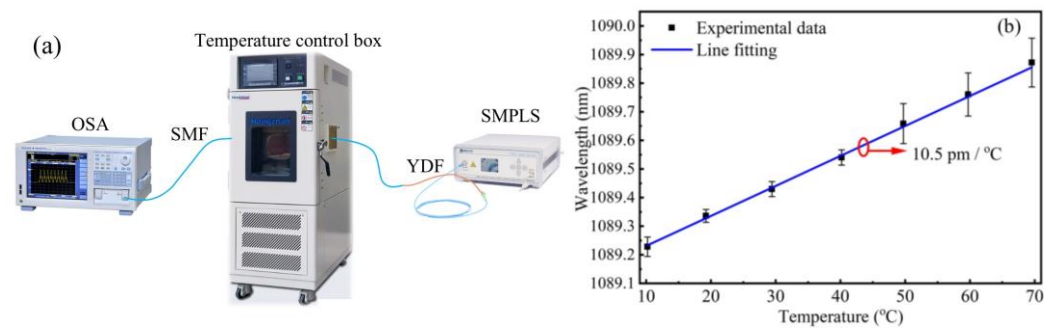 (a)
Temperature control box
OSA
SMF
SMPLS
YDF
(b)
Experimental data
Line fitting
10.5 pm / °C
Wavelength (nm)
1090.0
1089.9
1089.8
1089.7
1089.6
1089.5
1089.4
1089.3
1089.2
1089.1
10 20 30 40 50 60 70
Temperature (°C)